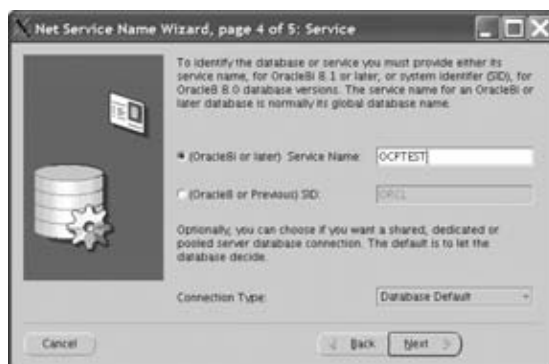 Net Service Name Wizard, page 4 of 5: Service
To identify the database or service you must provide either its
service name, for Oracle8i or later, or system identifer (SID), for
Oracle8 8.0 database versions. The service name for an Oracle8i or
later database is normally its global database name.
(Oracle8i or later) Service Name: OCPTEST
(Oracle8 or Previous) SID: ORCL
Optionally, you can choose if you want a shared, dedicated or
pooled server database connection. The default is to let the
database decide.
Connection Type: Database Default
Cancel Back Next